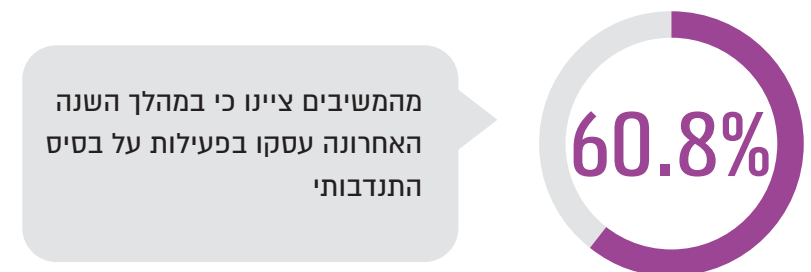 60.8%
מהמשיבים ציינו כי במהלך השנה
האחרונה עסקו בפעילות על בסיס
התנדבותי